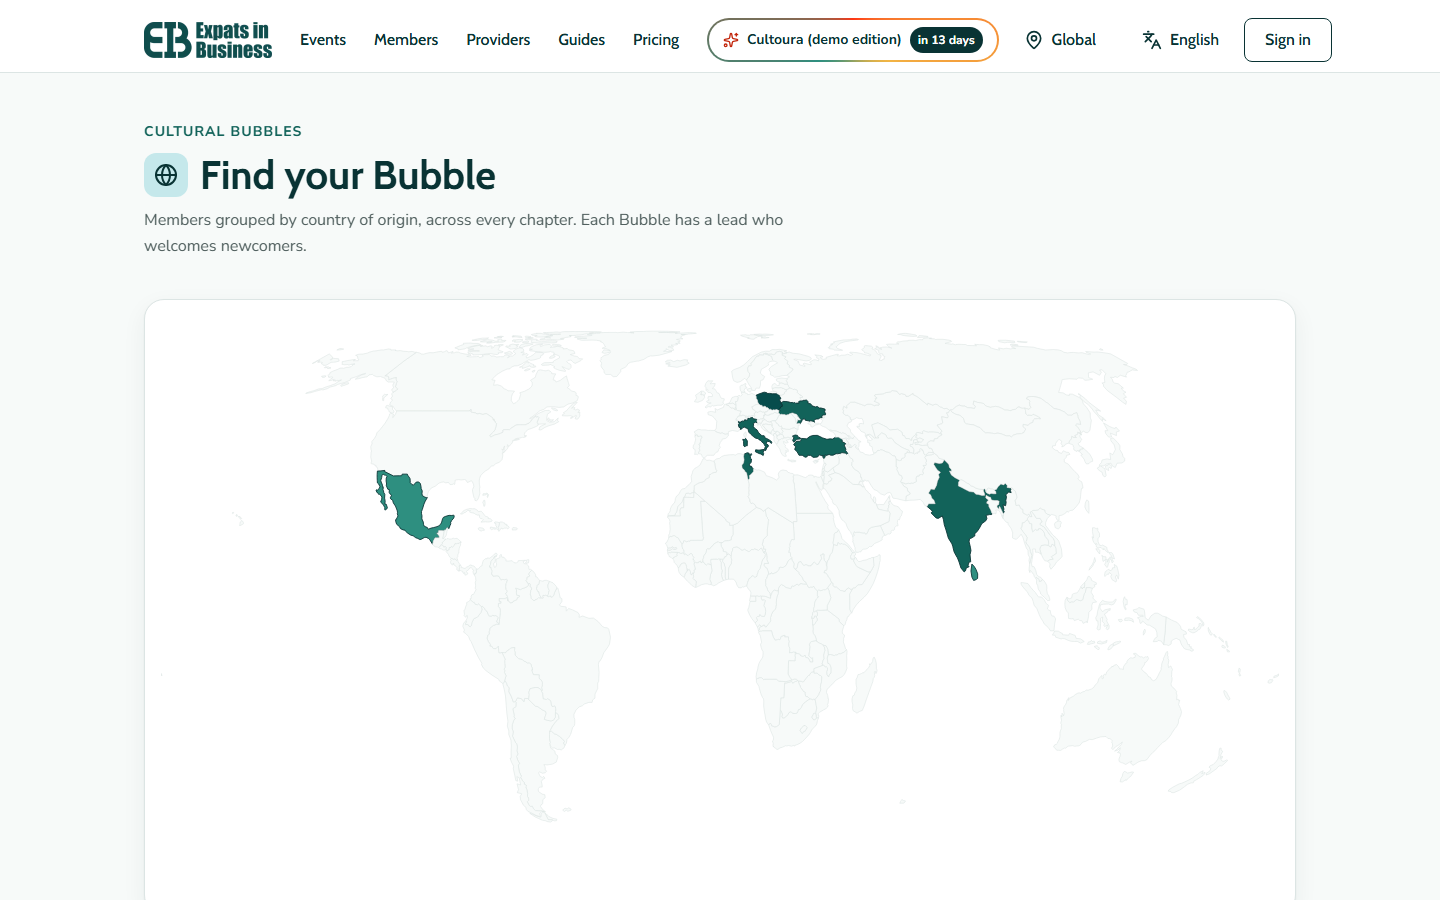 EIB Expats in Business
Events
Members
Providers
Guides
Pricing
Cultoura (demo edition) in 13 days
Global
English
Sign in
CULTURAL BUBBLES
Find your Bubble
Members grouped by country of origin, across every chapter. Each Bubble has a lead who
welcomes newcomers.